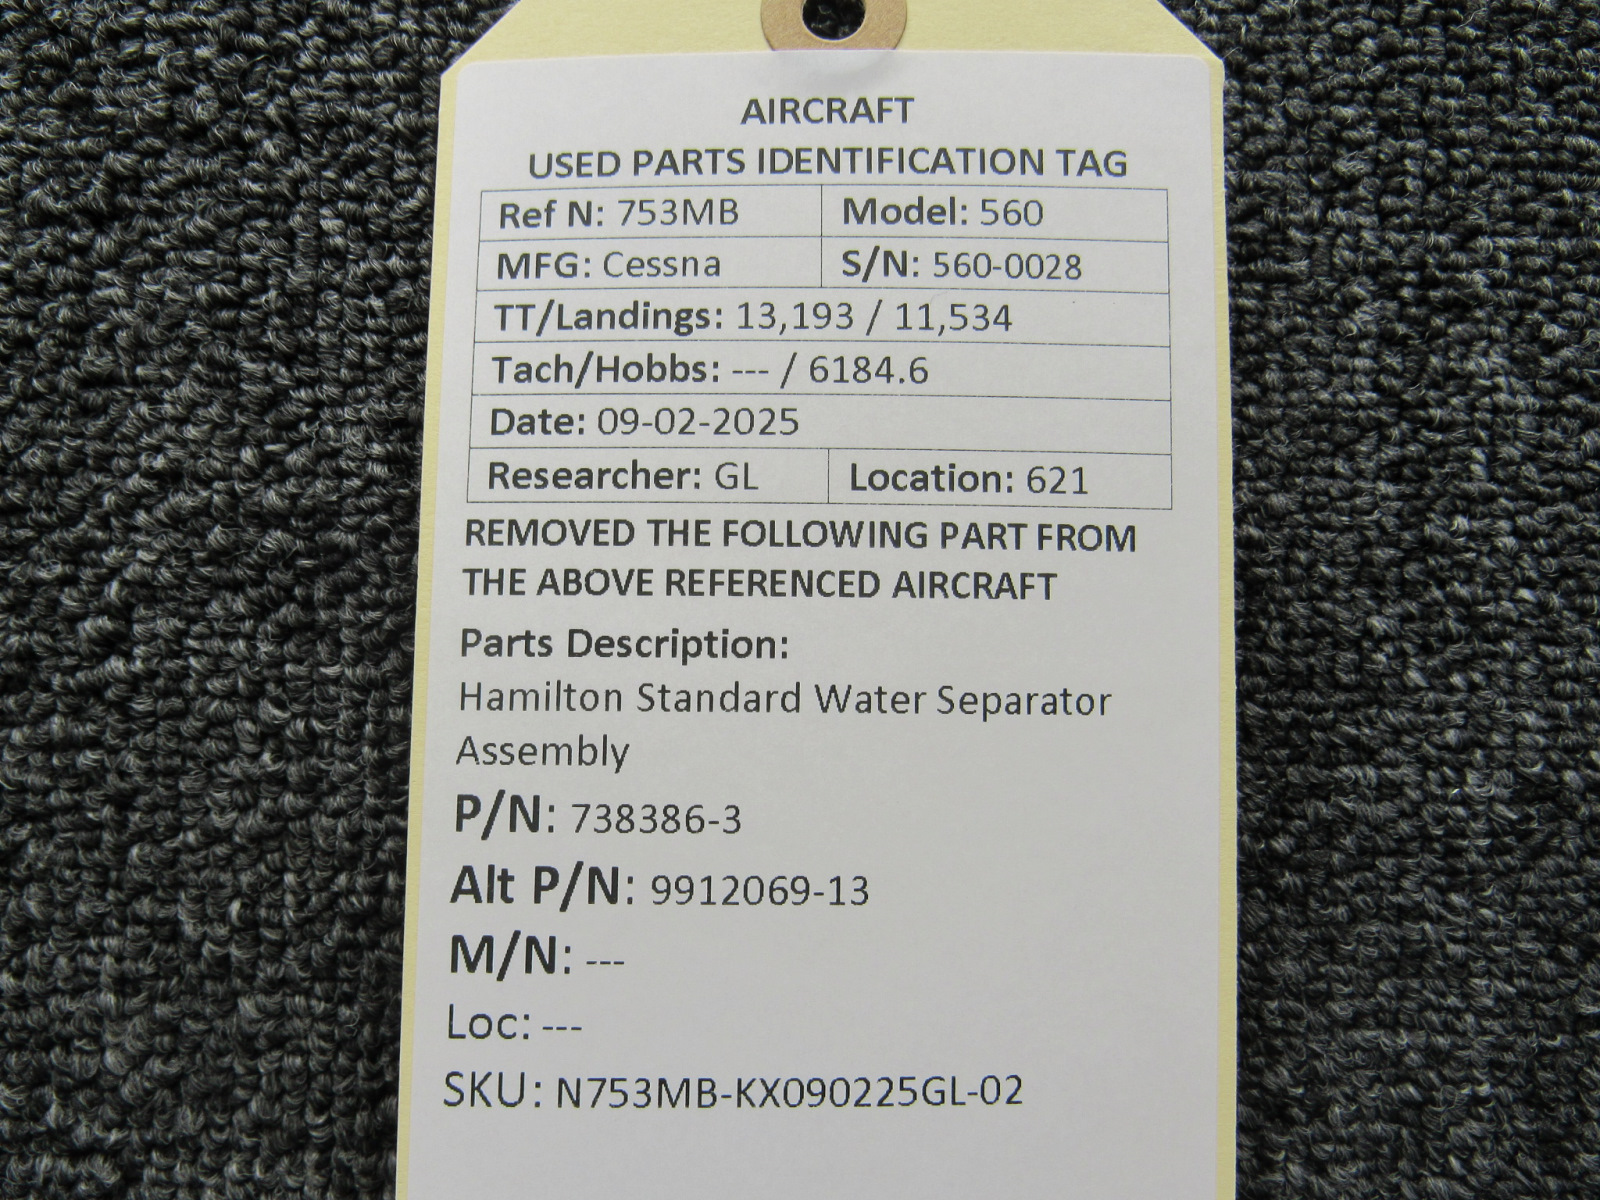 AIRCRAFT
USED PARTS IDENTIFICATION TAG
Ref N: 753MB Model: 560
MFG: Cessna S/N: 560-0028
TT/Landings: 13,193 / 11,534
Tach/Hobbs: --- / 6184.6
Date: 09-02-2025
Researcher: GL Location: 621
REMOVED THE FOLLOWING PART FROM
THE ABOVE REFERENCED AIRCRAFT
Parts Description:
Hamilton Standard Water Separator
Assembly
P/N: 738386-3
Alt P/N: 9912069-13
M/N: ---
Loc: ---
SKU: N753MB-KX090225GL-02